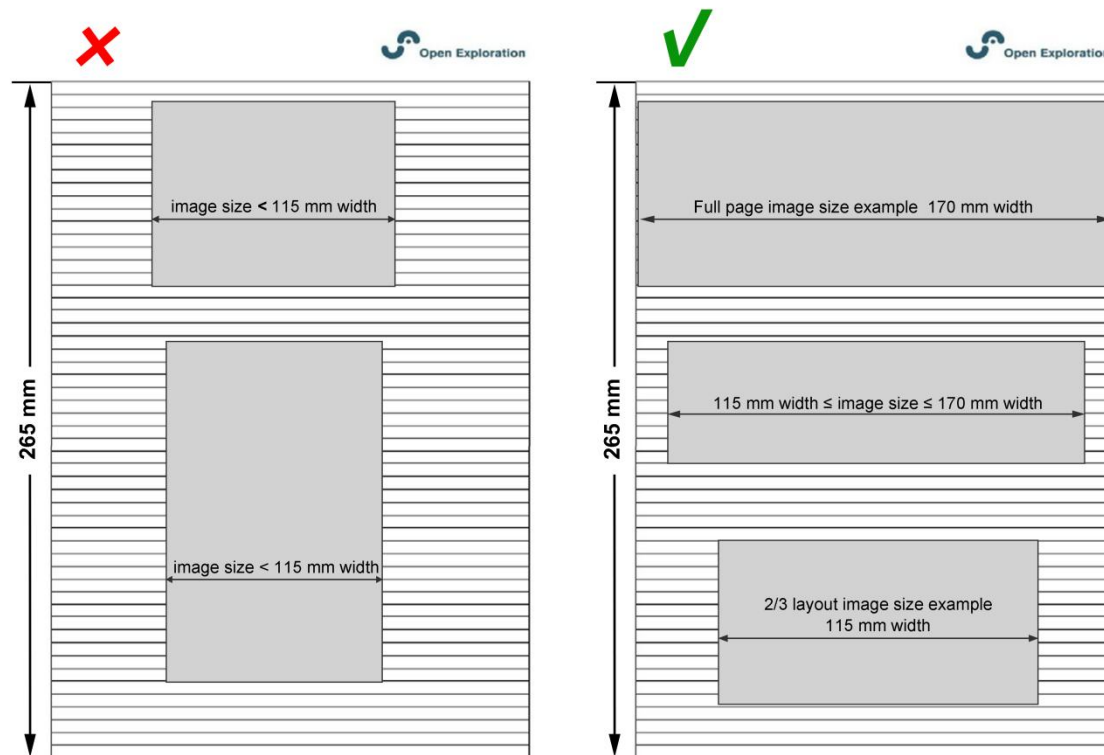 Open Exploration
265 mm
image size < 115 mm width
image size < 115 mm width
Open Exploration
265 mm
Full page image size example 170 mm width
115 mm width ≤ image size ≤ 170 mm width
2/3 layout image size example
115 mm width